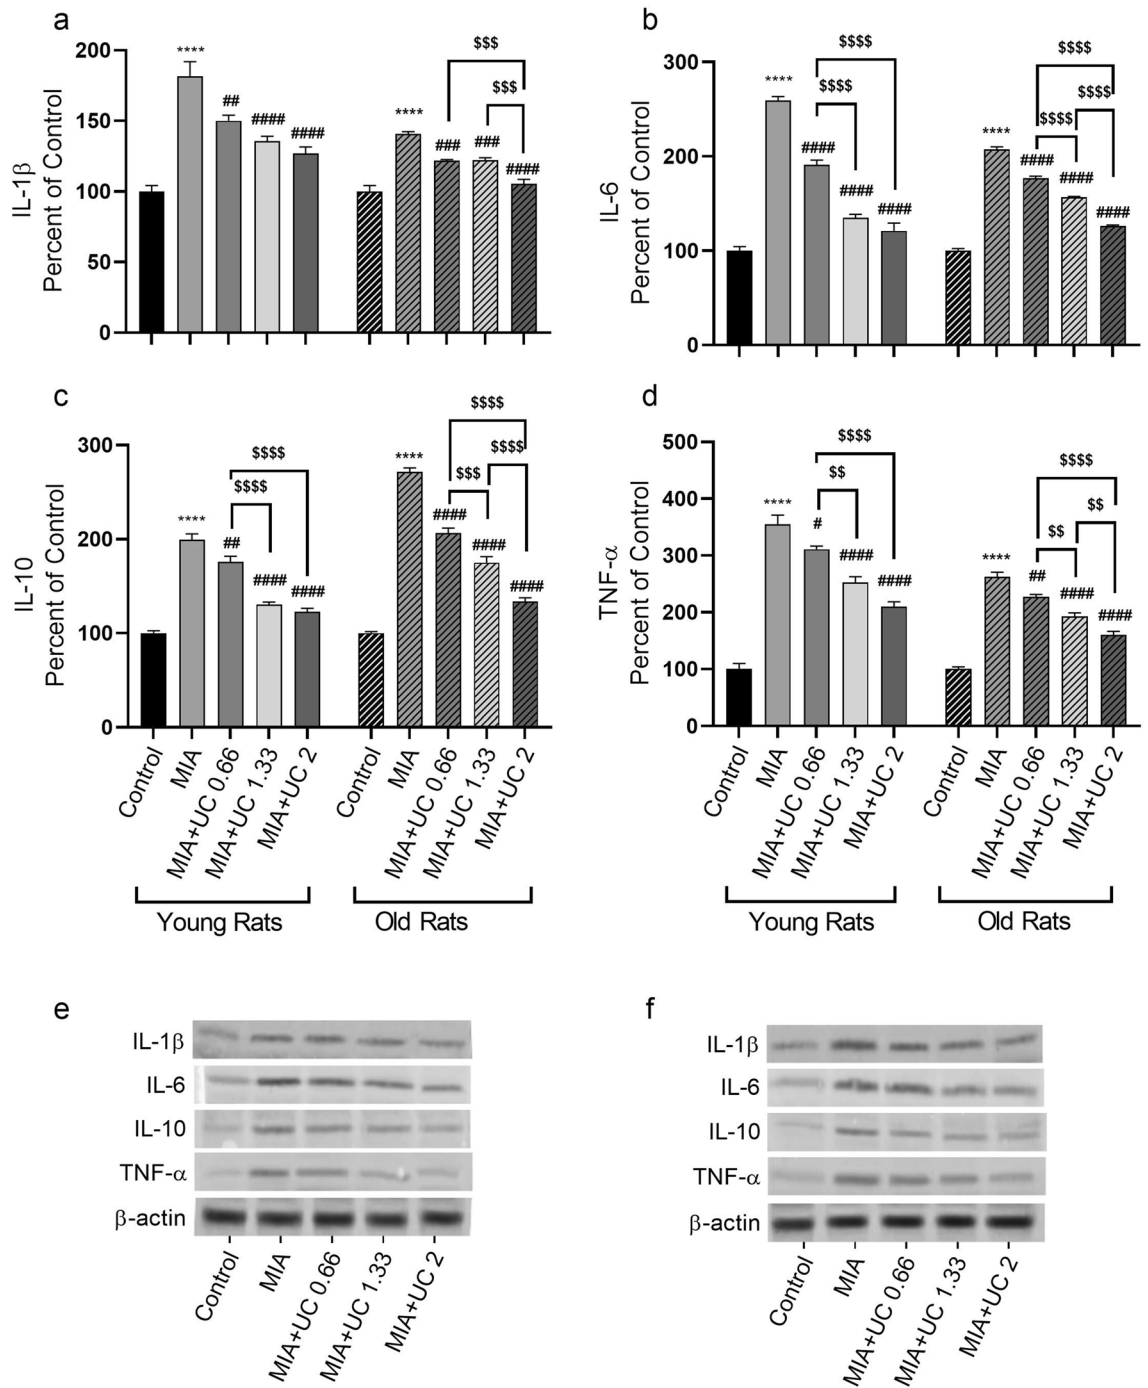 a
IL-1β
Percent of Control
200
150
100
50
0
****
##
####
####
****
###
###
####
$$$
$$$
b
IL-6
Percent of Control
300
200
100
0
****
####
####
####
$$$$
$$$$
****
####
####
####
$$$$
$$$$
$$$$
c
IL-10
Percent of Control
300
200
100
0
****
##
####
####
$$$$
$$$$
****
####
####
####
$$$$
$$$
$$$$
Control
MIA
MIA+UC 0.66
MIA+UC 1.33
MIA+UC 2
Control
MIA
MIA+UC 0.66
MIA+UC 1.33
MIA+UC 2
Young Rats
Old Rats
d
TNF-α
Percent of Control
500
400
300
200
100
0
****
#
####
####
$$$$
$$
****
##
####
####
$$$$
$$
$$
Control
MIA
MIA+UC 0.66
MIA+UC 1.33
MIA+UC 2
Control
MIA
MIA+UC 0.66
MIA+UC 1.33
MIA+UC 2
Young Rats
Old Rats
e
IL-1β
IL-6
IL-10
TNF-α
β-actin
Control
MIA
MIA+UC 0.66
MIA+UC 1.33
MIA+UC 2
f
IL-1β
IL-6
IL-10
TNF-α
β-actin
Control
MIA
MIA+UC 0.66
MIA+UC 1.33
MIA+UC 2